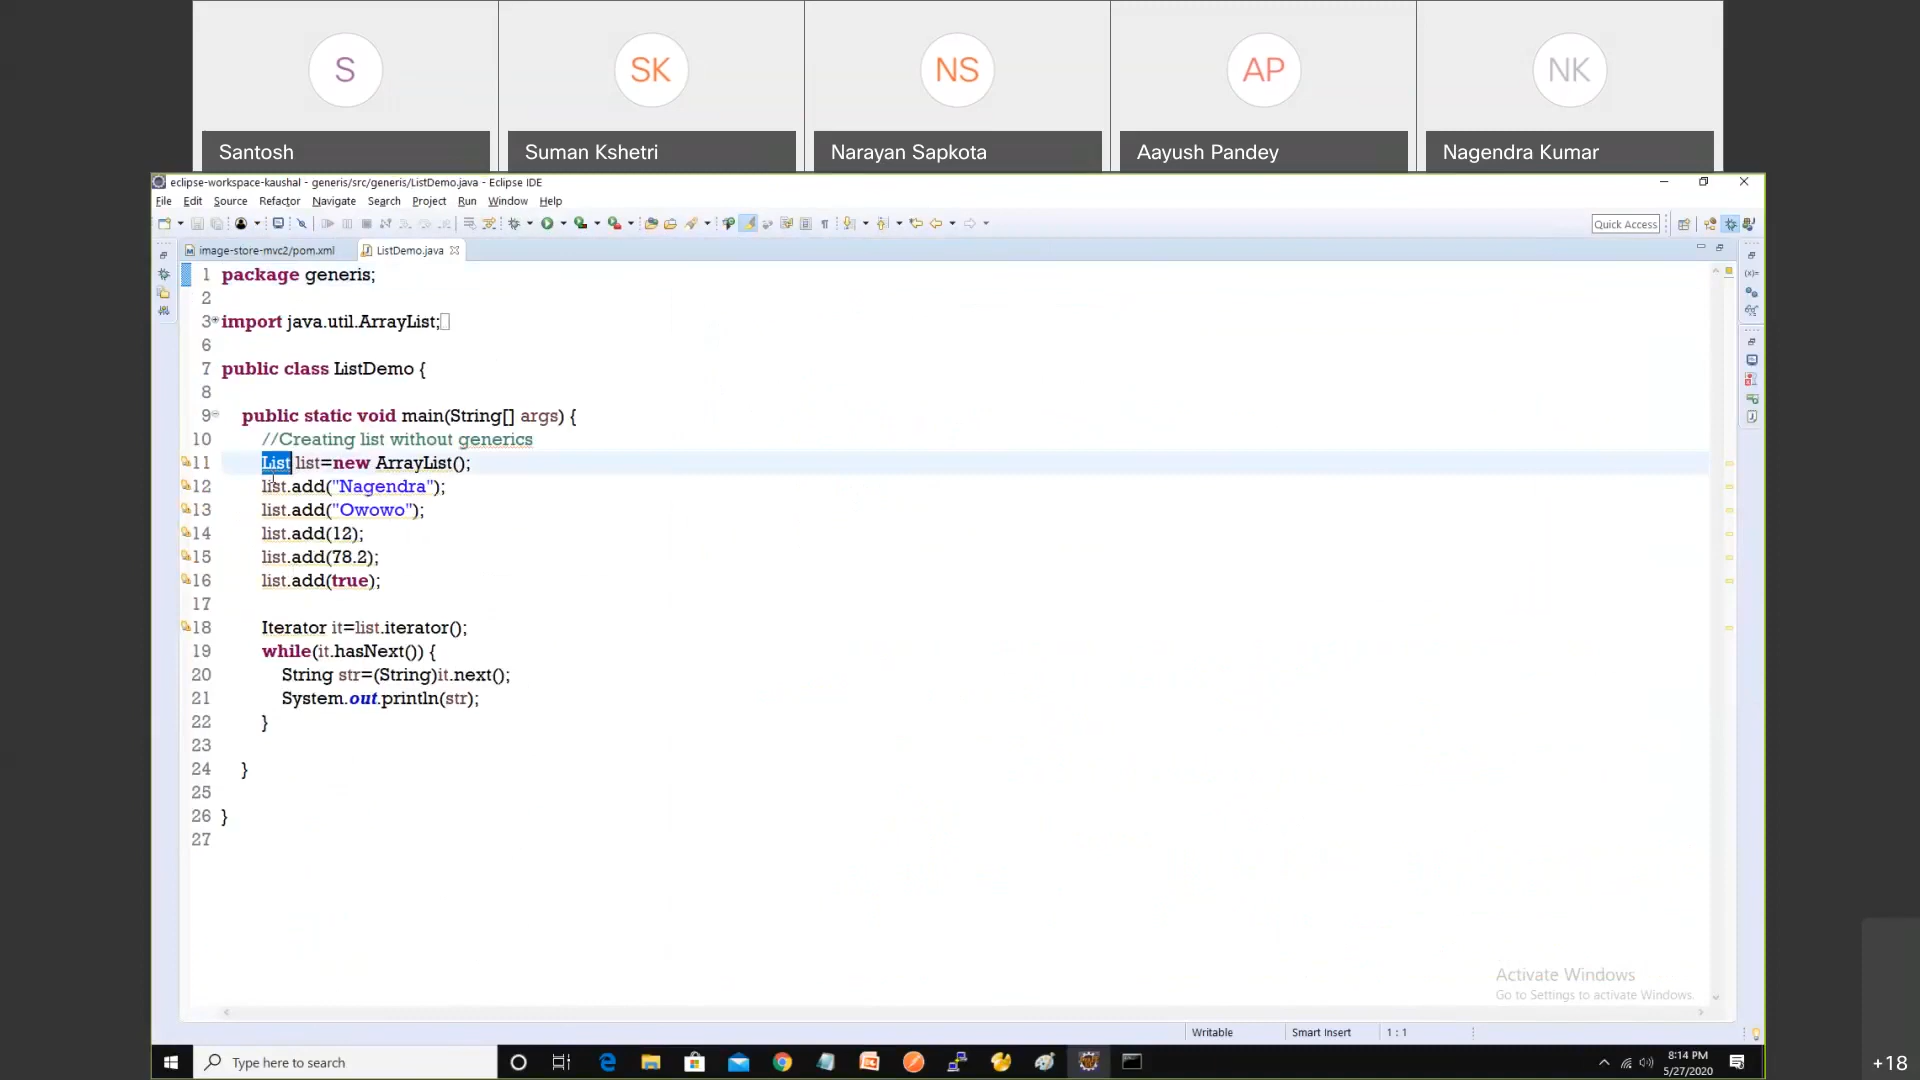 S
SK
NS
AP
NK
Santosh
Suman Kshetri
Narayan Sapkota
Aayush Pandey
Nagendra Kumar
eclipse-workspace-kaushal - generis/src/generis/ListDemo.java - Eclipse IDE
File Edit Source Refactor Navigate Search Project Run Window Help
Quick Access
image-store-mvc2/pom.xml
ListDemo.java
1 package generis;
2
3 import java.util.ArrayList;
6
7 public class ListDemo {
8
9 public static void main(String[] args) {
10 //Creating list without generics
11 List list=new ArrayList();
12 list.add("Nagendra");
13 list.add("Owowo");
14 list.add(12);
15 list.add(78.2);
16 list.add(true);
17
18 Iterator it=list.iterator();
19 while(it.hasNext()) {
20 String str=(String)it.next();
21 System.out.println(str);
22 }
23
24 }
25
26 }
27
Activate Windows
Go to Settings to activate Windows.
Writable Smart Insert 1 : 1
Type here to search
8:14 PM
5/27/2020
+18